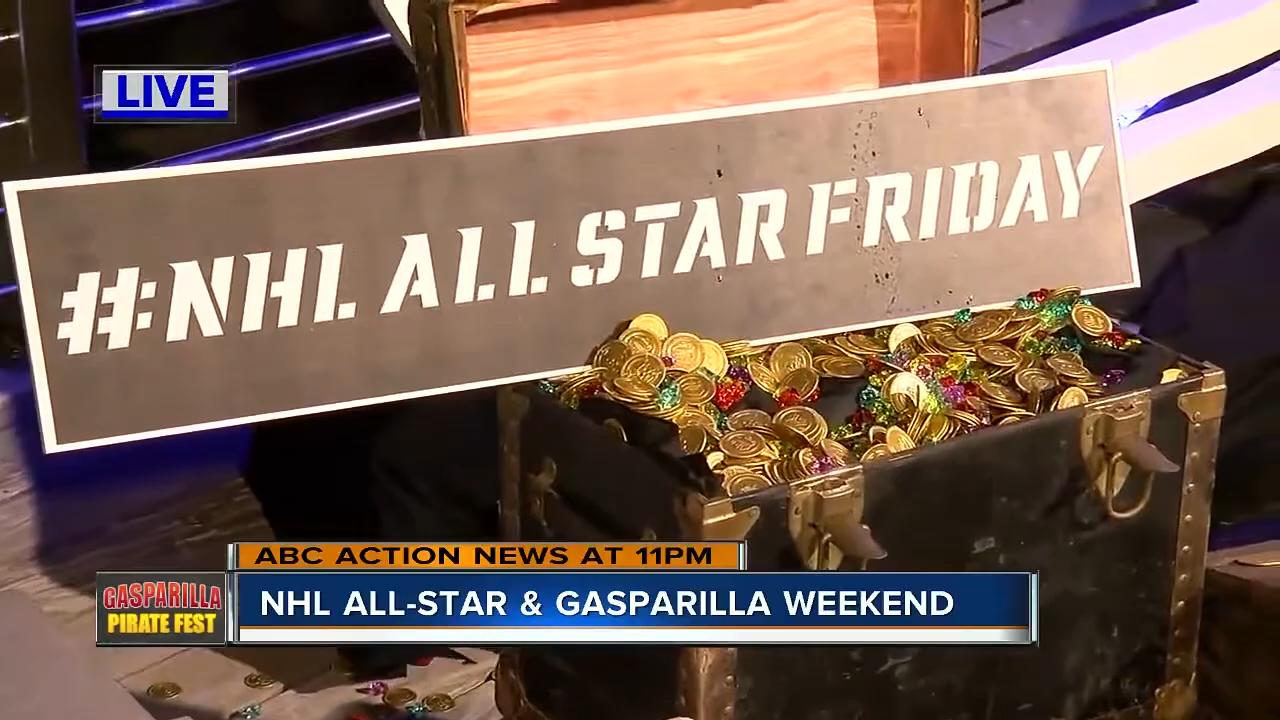 LIVE
#NHL ALL STAR FRIDAY
ABC ACTION NEWS AT 11PM
GASPARILLA
PIRATE FEST
NHL ALL-STAR & GASPARILLA WEEKEND